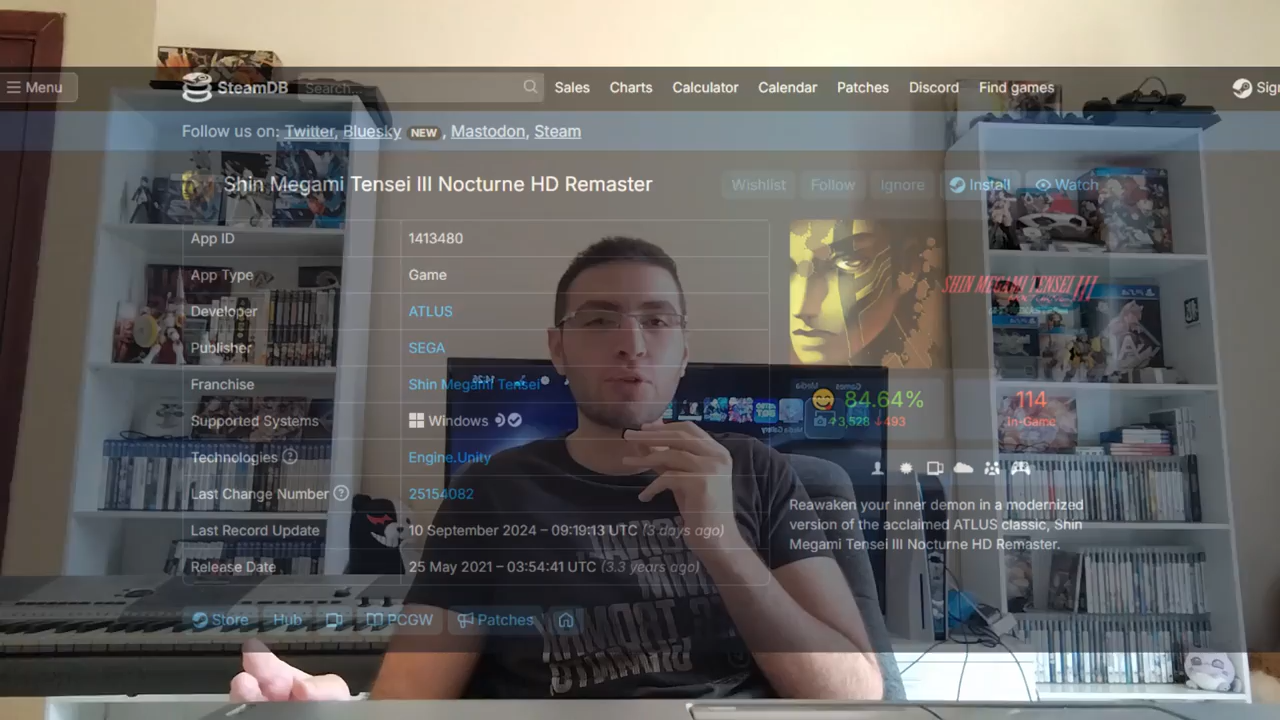 Menu
SteamDB
Search...
Sales
Charts
Calculator
Calendar
Patches
Discord
Find games
Sign
Follow us on: Twitter, Bluesky NEW, Mastodon, Steam
Shin Megami Tensei III Nocturne HD Remaster
Wishlist
Follow
Ignore
Install
Watch
App ID 1413480
App Type Game
Developer ATLUS
Publisher SEGA
Franchise Shin Megami Tensei
Supported Systems Windows
Technologies ? Engine.Unity
Last Change Number ? 25154082
Last Record Update 10 September 2024 – 09:19:13 UTC (3 days ago)
Release Date 25 May 2021 – 03:54:41 UTC (3.3 years ago)
Store
Hub
PCGW
Patches
SHIN MEGAMI TENSEI III
84.64%
↑3,528 ↓493
114
In-Game
Reawaken your inner demon in a modernized
version of the acclaimed ATLUS classic, Shin
Megami Tensei III Nocturne HD Remaster.
Games
Media